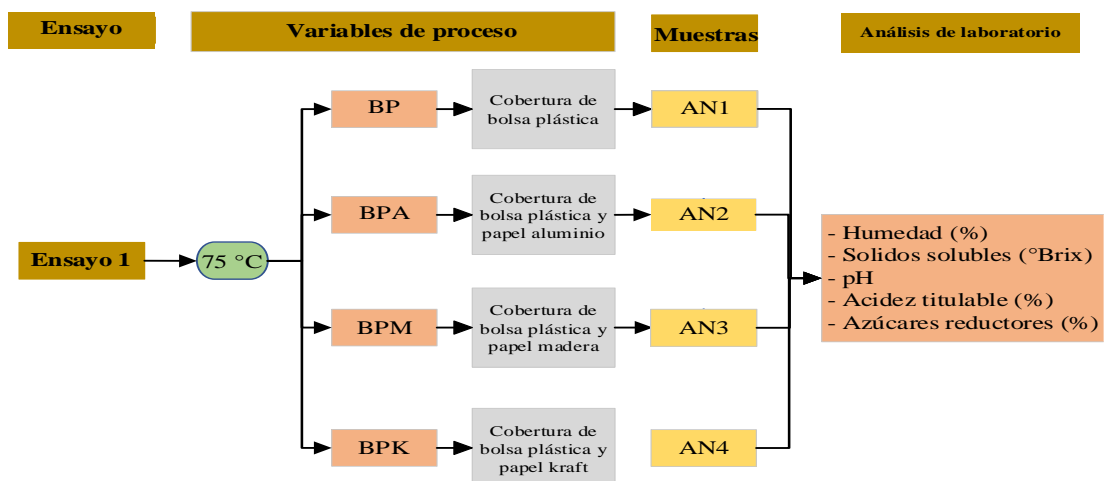 Ensayo
Variables de proceso
Muestras
Análisis de laboratorio
BP
Cobertura de
bolsa plástica
AN1
BPA
Cobertura de
bolsa plástica y
papel aluminio
AN2
Ensayo 1
75 °C
- Humedad (%)
- Solidos solubles (°Brix)
- pH
- Acidez titulable (%)
- Azúcares reductores (%)
BPM
Cobertura de
bolsa plástica y
papel madera
AN3
BPK
Cobertura de
bolsa plástica y
papel kraft
AN4